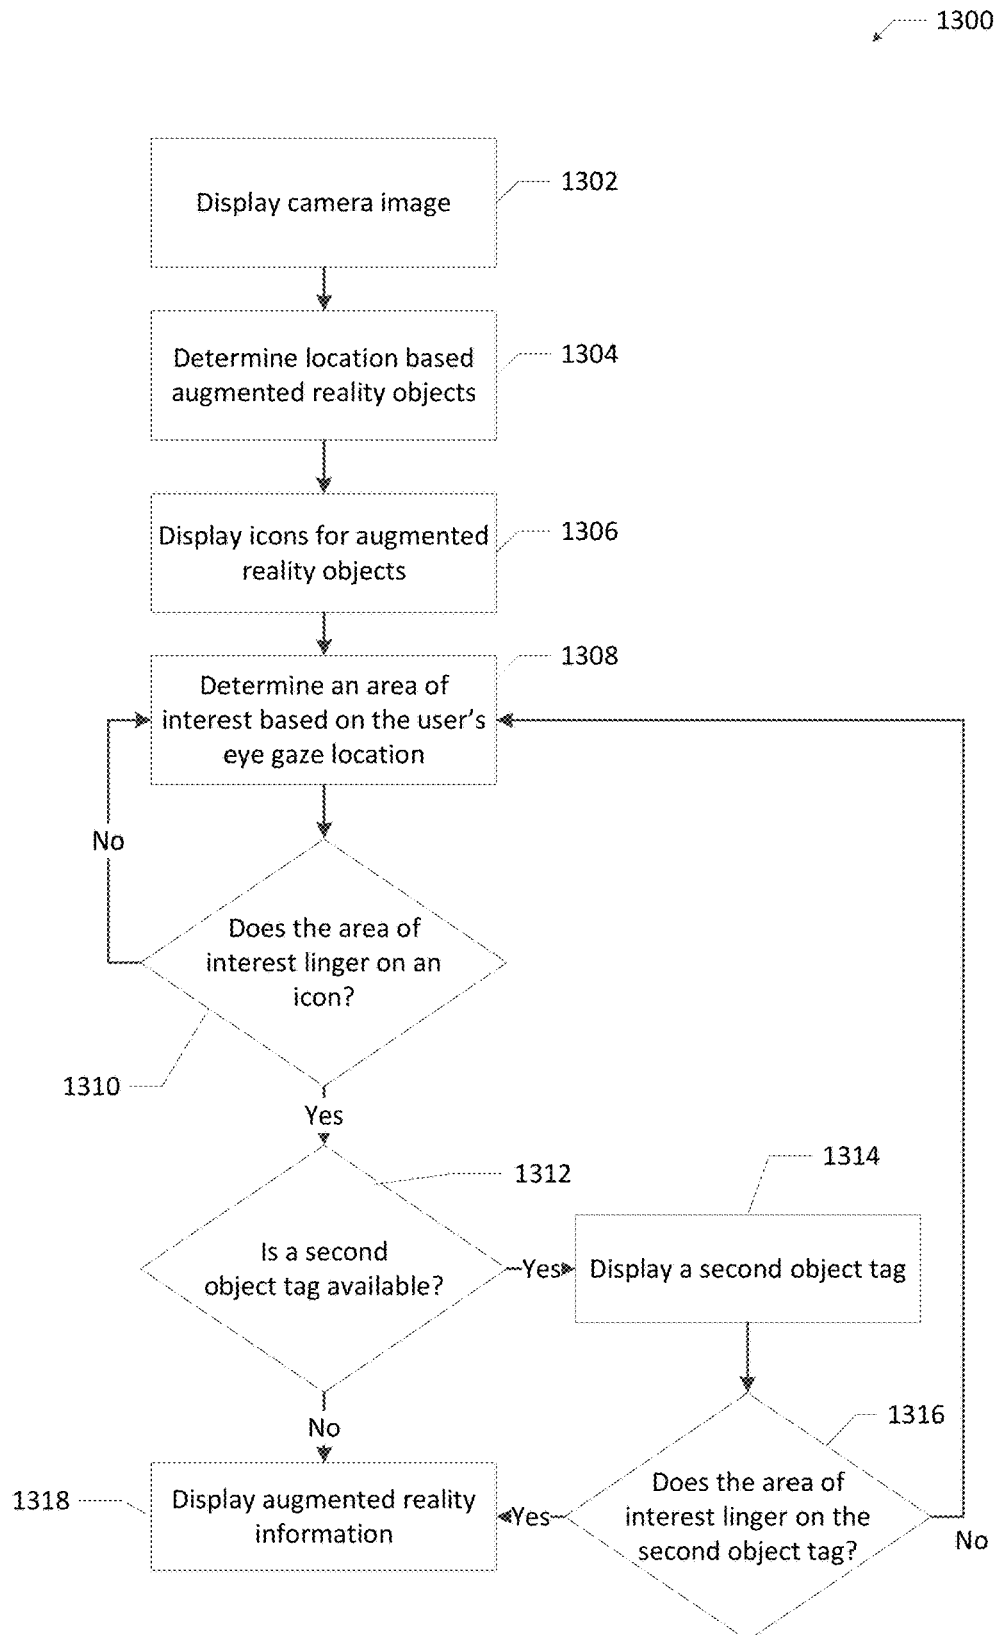 1300
Display camera image
1302
Determine location based
augmented reality objects
1304
Display icons for augmented
reality objects
1306
Determine an area of
interest based on the user's
eye gaze location
1308
No
Does the area of
interest linger on an
icon?
1310
Yes
Is a second
object tag available?
1312
Yes
Display a second object tag
1314
No
Does the area of
interest linger on the
second object tag?
1316
Yes
No
Display augmented reality
information
1318